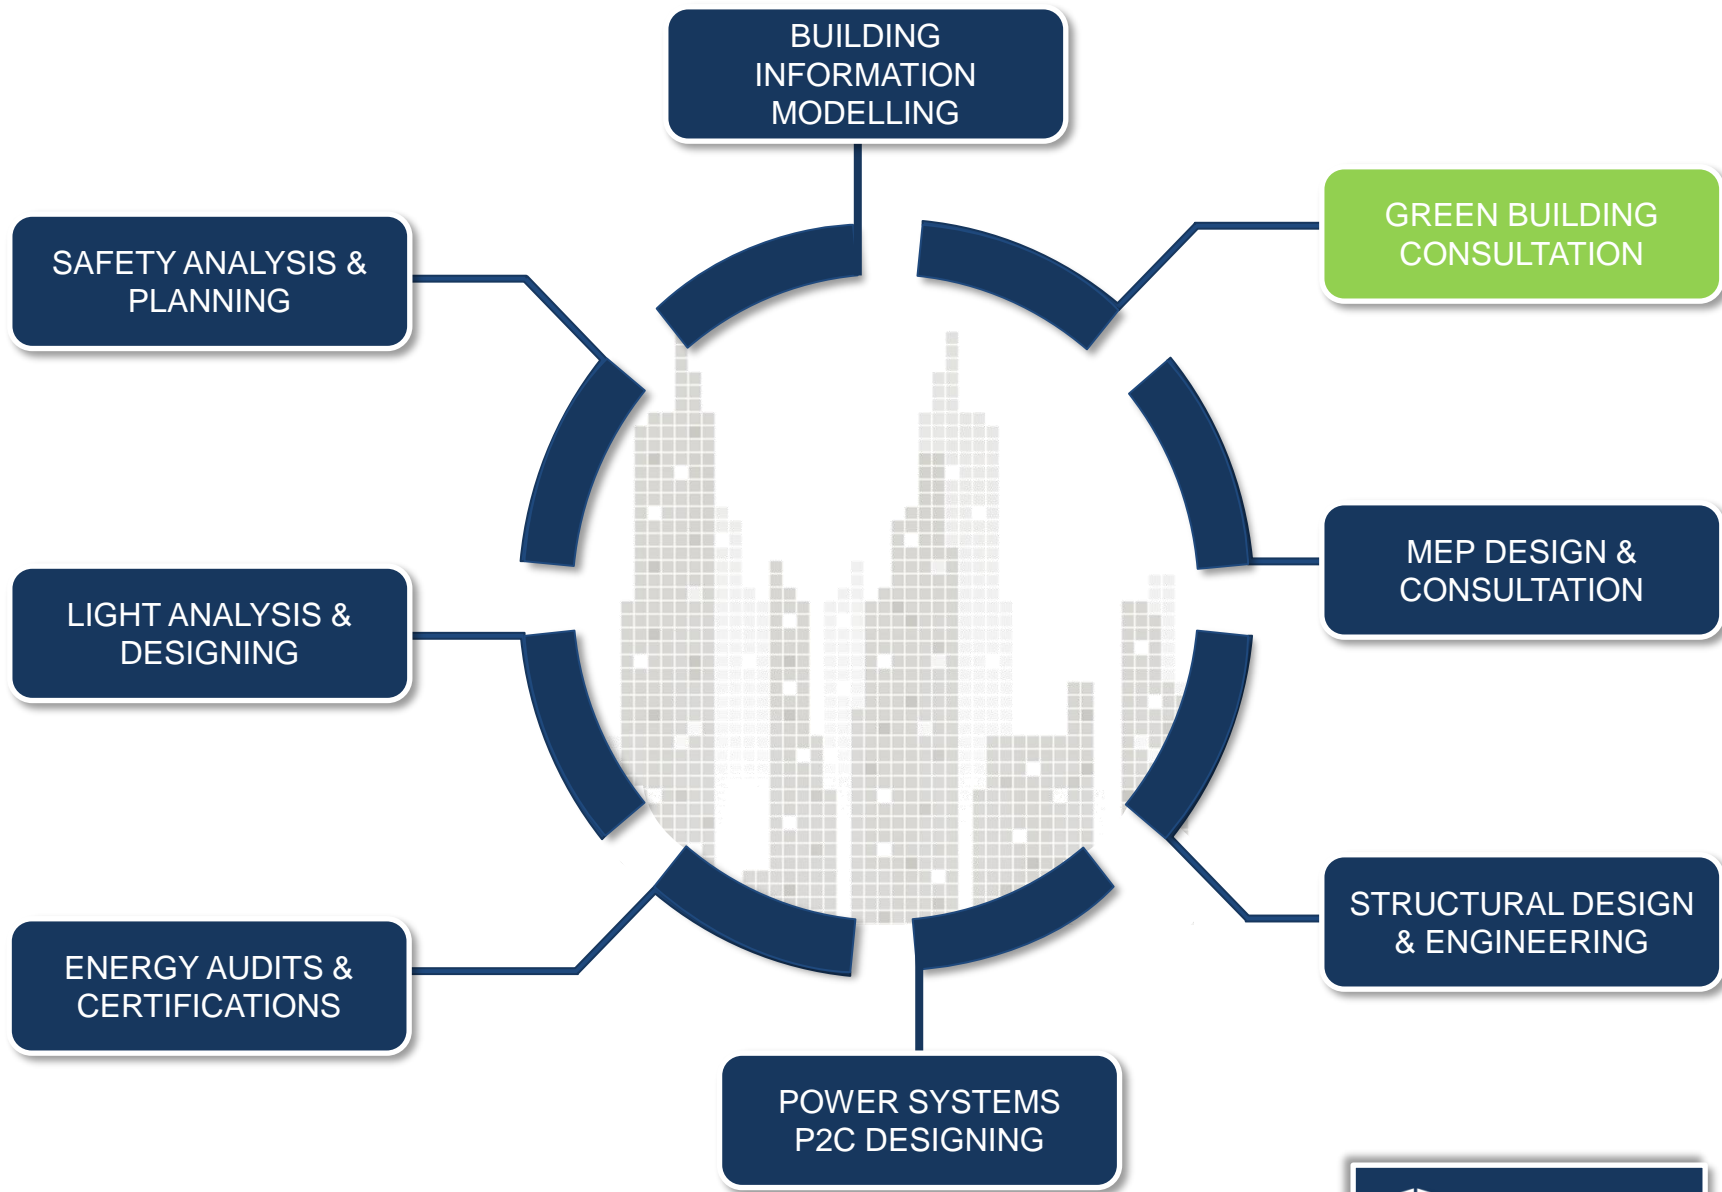 BUILDING
INFORMATION
MODELLING
GREEN BUILDING
CONSULTATION
SAFETY ANALYSIS &
PLANNING
MEP DESIGN &
CONSULTATION
LIGHT ANALYSIS &
DESIGNING
STRUCTURAL DESIGN
& ENGINEERING
ENERGY AUDITS &
CERTIFICATIONS
POWER SYSTEMS
P2C DESIGNING